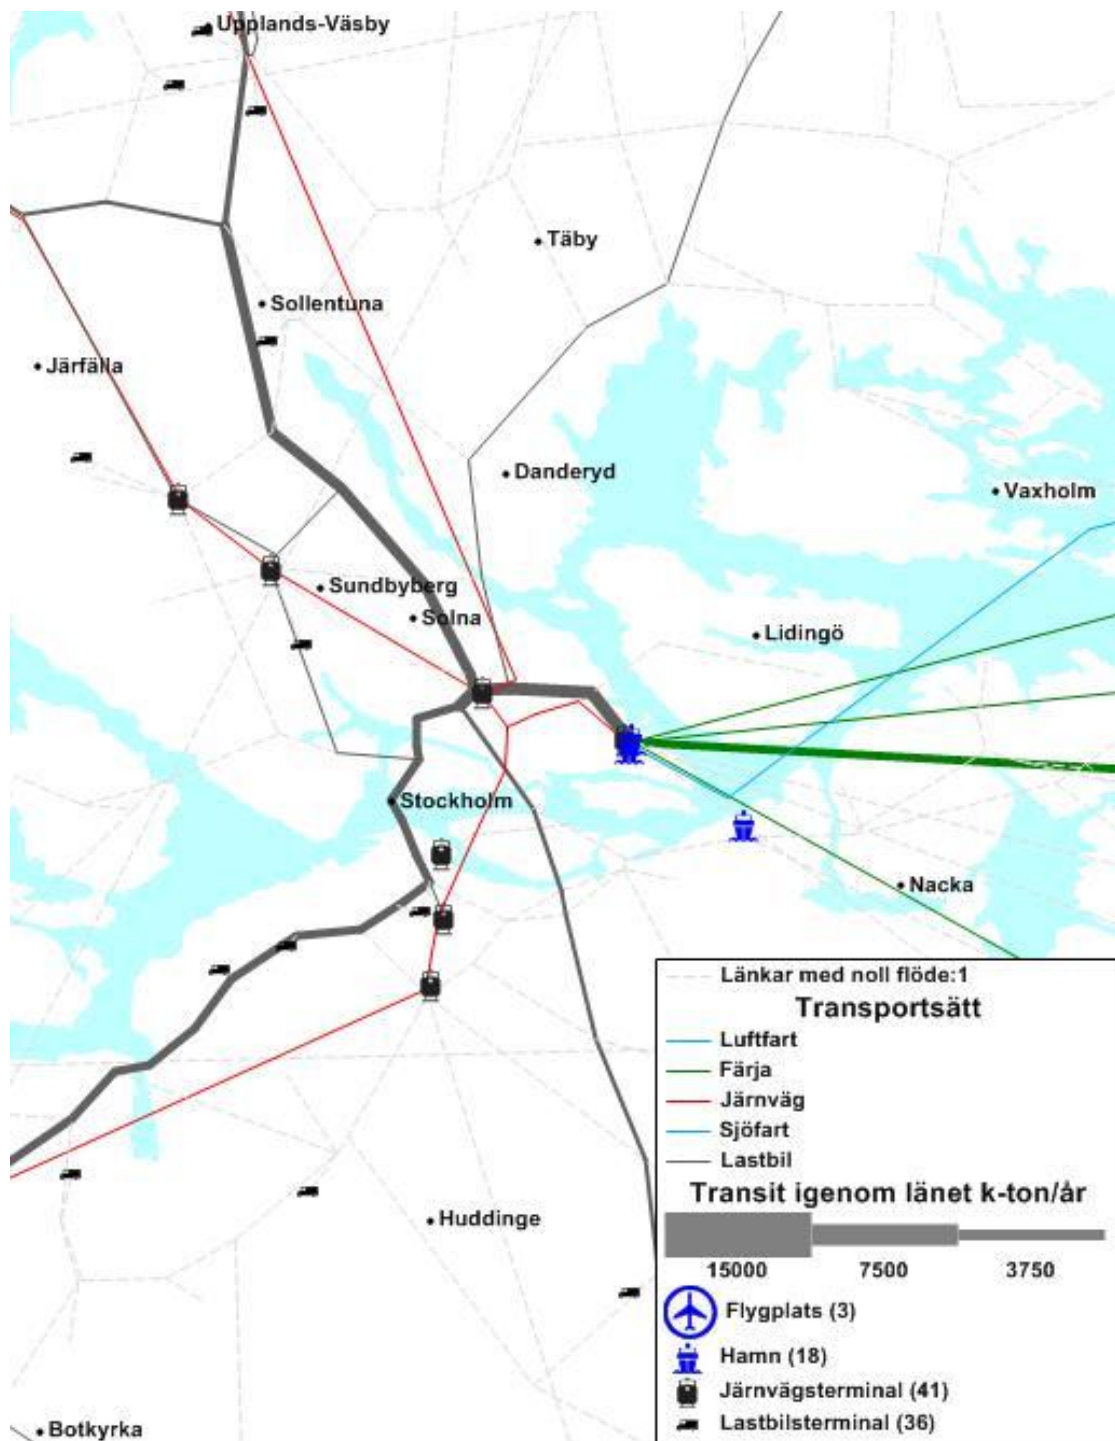 Upplands-Väsby
Täby
Sollentuna
Järfälla
Danderyd
Vaxholm
Sundbyberg
Solna
Lidingö
Stockholm
Nacka
Huddinge
Botkyrka
Länkar med noll flöde:1
Transportsätt
Luftfart
Färja
Järnväg
Sjöfart
Lastbil
Transit igenom länet k-ton/år
15000 7500 3750
Flygplats (3)
Hamn (18)
Järnvägsterminal (41)
Lastbilsterminal (36)